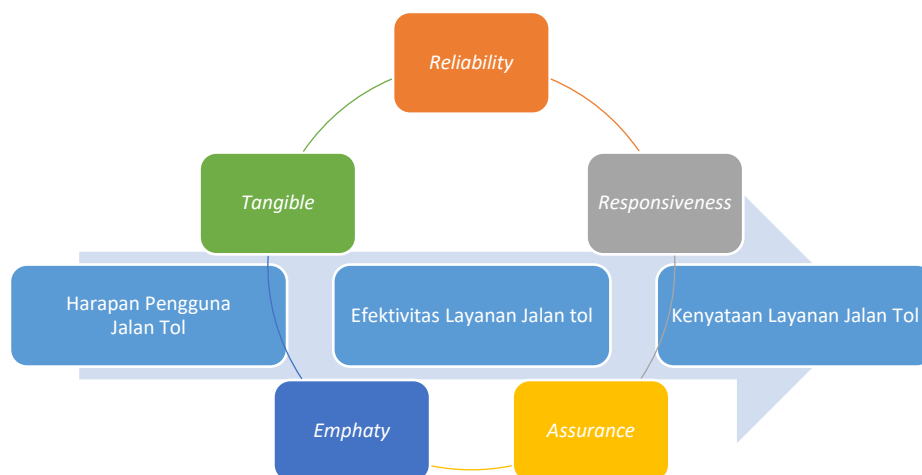 Reliability
Tangible
Responsiveness
Harapan Pengguna
Jalan Tol
Efektivitas Layanan Jalan tol
Kenyataan Layanan Jalan Tol
Emphaty
Assurance